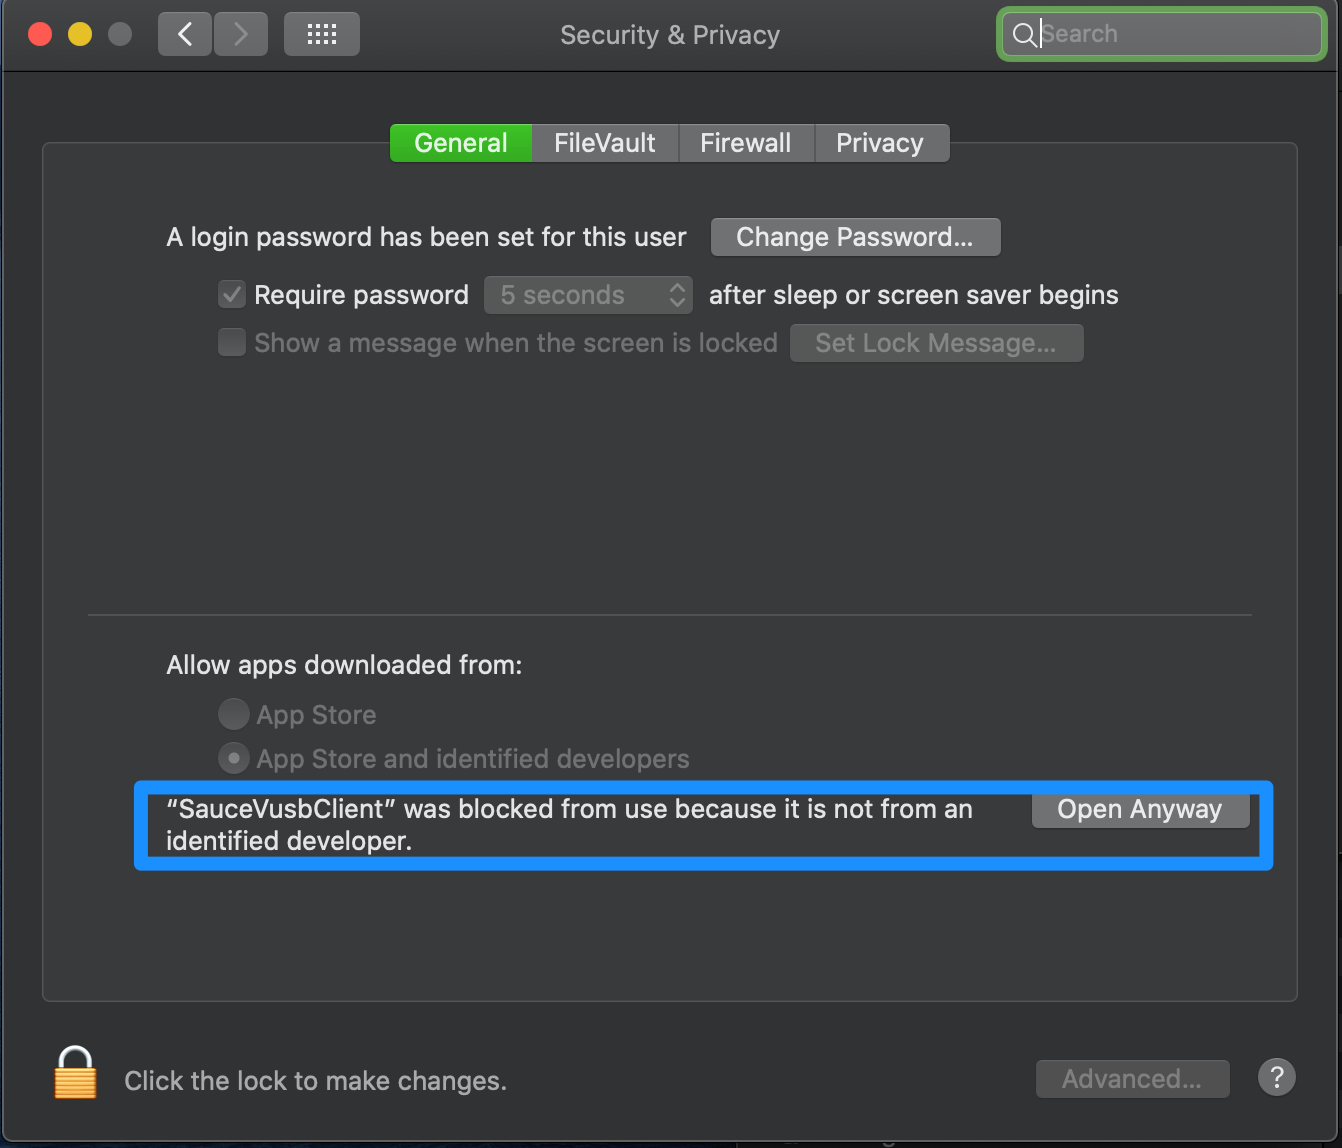 Security & Privacy
Search
General FileVault Firewall Privacy
A login password has been set for this user Change Password...
Require password 5 seconds after sleep or screen saver begins
Show a message when the screen is locked Set Lock Message...
Allow apps downloaded from:
App Store
App Store and identified developers
“SauceVusbClient” was blocked from use because it is not from an Open Anyway
identified developer.
Click the lock to make changes. Advanced... ?